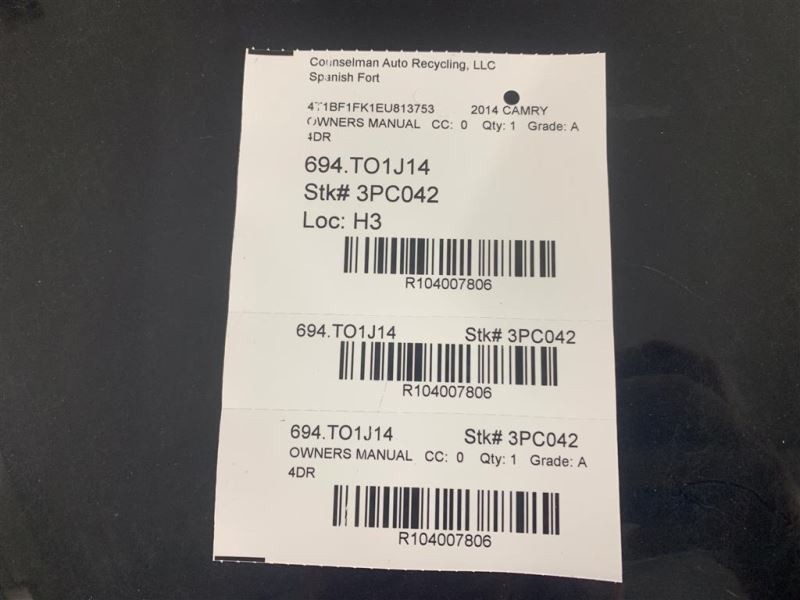 Counselman Auto Recycling, LLC
Spanish Fort
4T1BF1FK1EU813753 2014 CAMRY
OWNERS MANUAL CC: 0 Qty: 1 Grade: A
4DR
694.TO1J14
Stk# 3PC042
Loc: H3
R104007806
694.TO1J14 Stk# 3PC042
R104007806
694.TO1J14 Stk# 3PC042
OWNERS MANUAL CC: 0 Qty: 1 Grade: A
4DR
R104007806